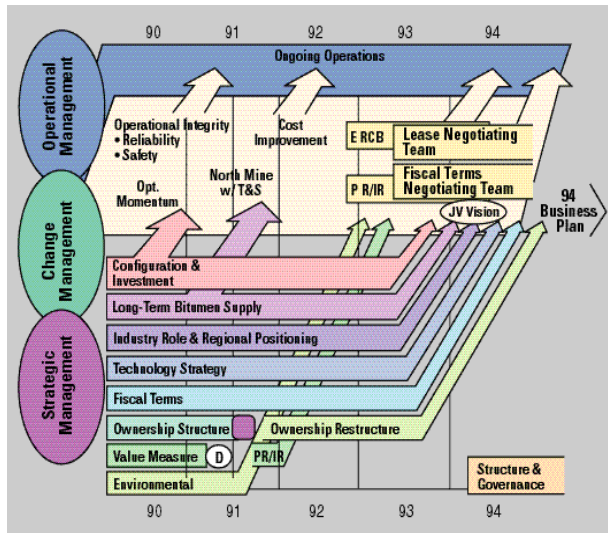 90 91 92 93 94
Ongoing Operations
Operational
Management
Operational Integrity
• Reliability
• Safety
Cost
Improvement
ERCB
Lease Negotiating
Team
PR/IR
Fiscal Terms
Negotiating Team
Opt.
Momentum
North Mine
w/ T&S
JV Vision
94
Business
Plan
Change
Management
Configuration &
Investment
Long-Term Bitumen Supply
Industry Role & Regional Positioning
Technology Strategy
Strategic
Management
Fiscal Terms
Ownership Structure
Ownership Restructure
Value Measure
D
PR/IR
Environmental
Structure &
Governance
90 91 92 93 94